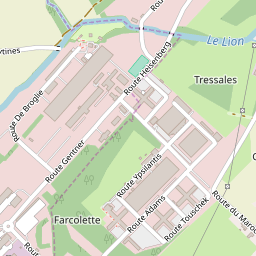 Le Lion
tines
Route Heisenberg
Tressales
Route De Broglie
Route Gentner
Route Ypsilantis
Farcolette
Route Adams
Route Touschek
Route du Maroc